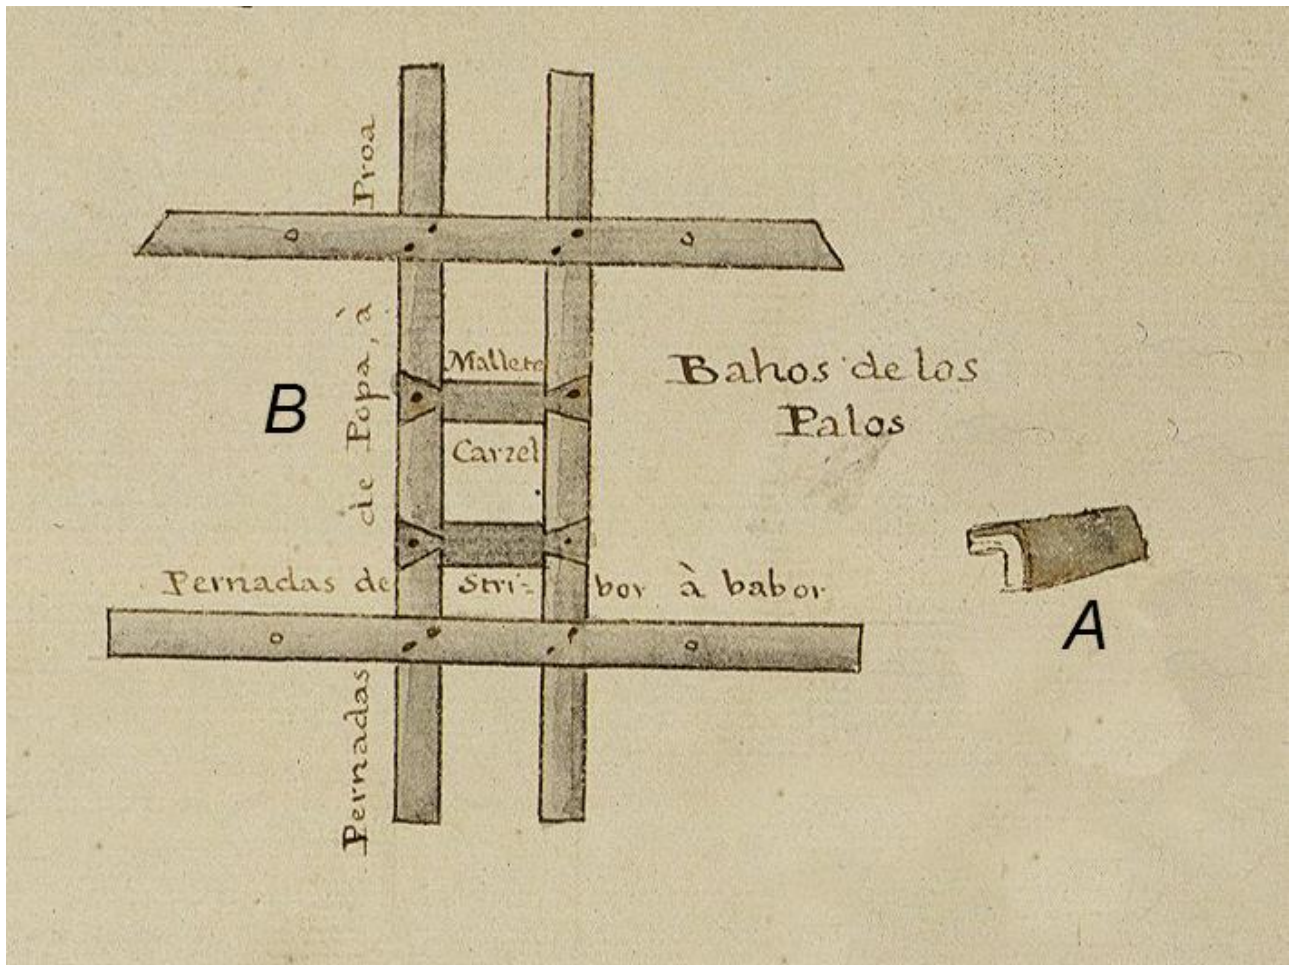 Pernadas de Popa, à Proa
Mallete
Carzel
Bahos de los
Palos
Pernadas de Stri- bor à babor
B
A